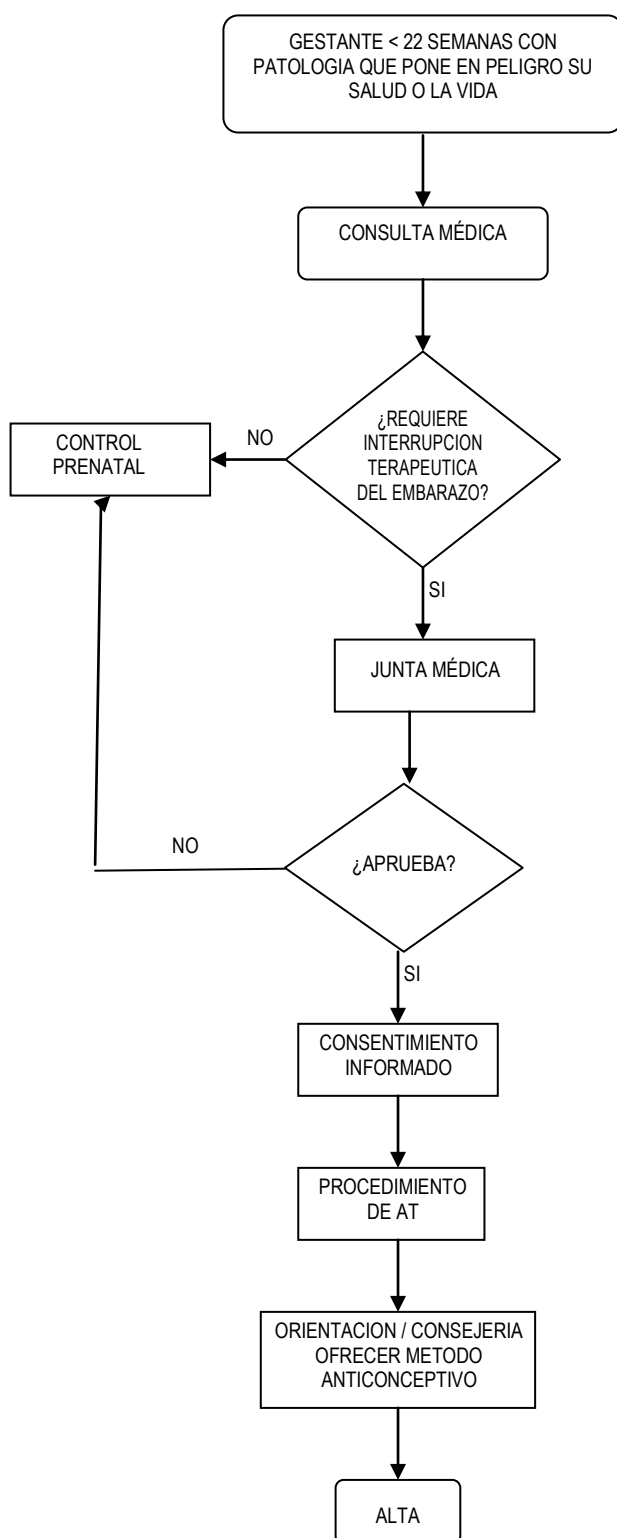 GESTANTE < 22 SEMANAS CON
PATOLOGIA QUE PONE EN PELIGRO SU
SALUD O LA VIDA
CONSULTA MÉDICA
¿REQUIERE
INTERRUPCION
TERAPEUTICA
DEL EMBARAZO?
NO
CONTROL
PRENATAL
SI
JUNTA MÉDICA
¿APRUEBA?
NO
SI
CONSENTIMIENTO
INFORMADO
PROCEDIMIENTO
DE AT
ORIENTACION / CONSEJERIA
OFRECER METODO
ANTICONCEPTIVO
ALTA